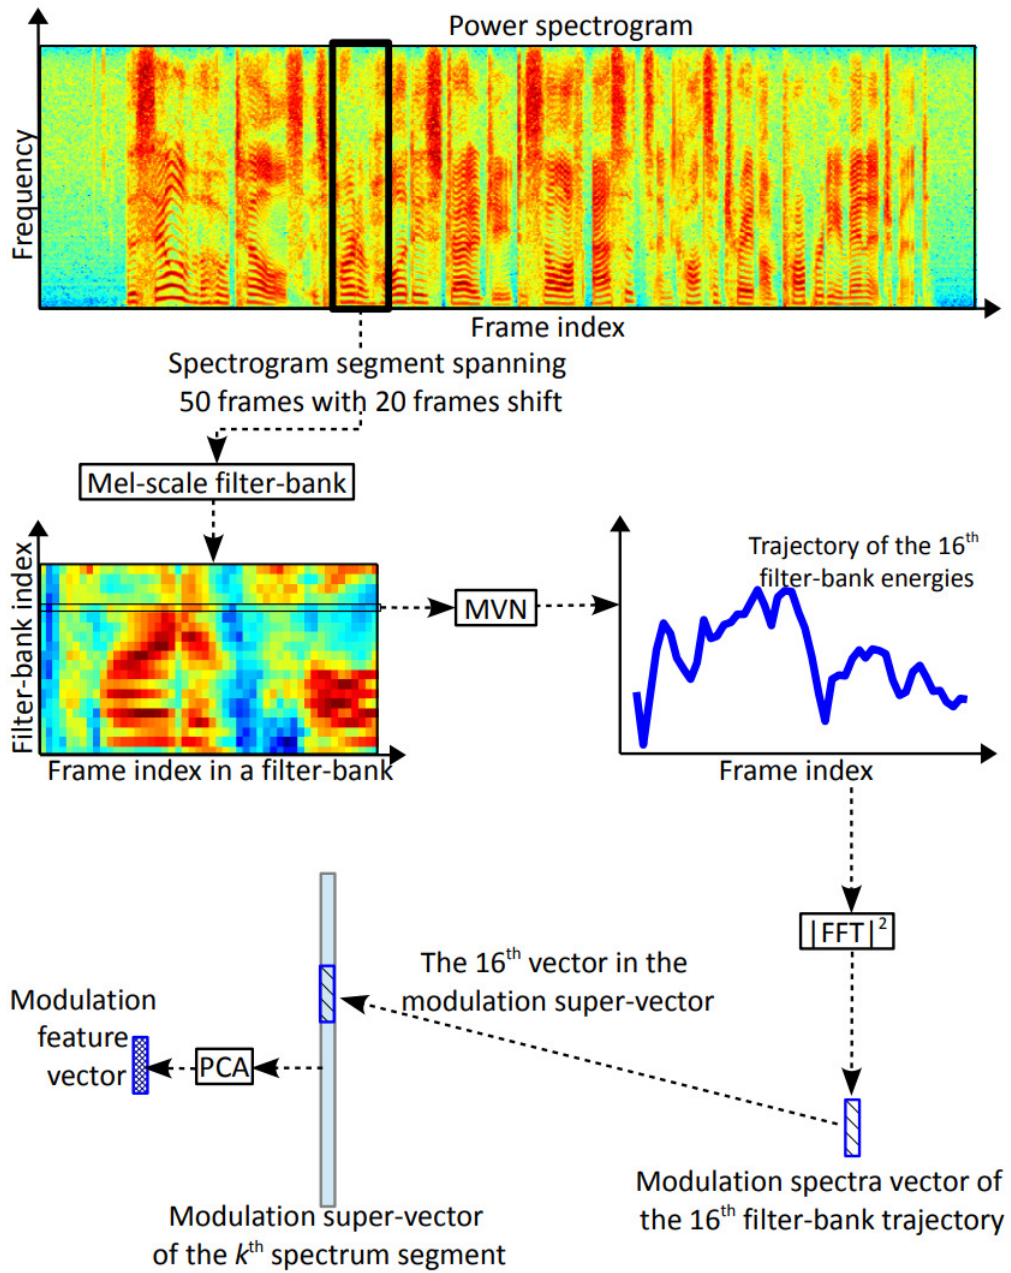 Power spectrogram
Frequency
Frame index
Spectrogram segment spanning
50 frames with 20 frames shift
Mel-scale filter-bank
Filter-bank index
Frame index in a filter-bank
MVN
Trajectory of the 16th
filter-bank energies
Frame index
|FFT|²
The 16th vector in the
modulation super-vector
Modulation
feature
vector
PCA
Modulation super-vector
of the kth spectrum segment
Modulation spectra vector of
the 16th filter-bank trajectory